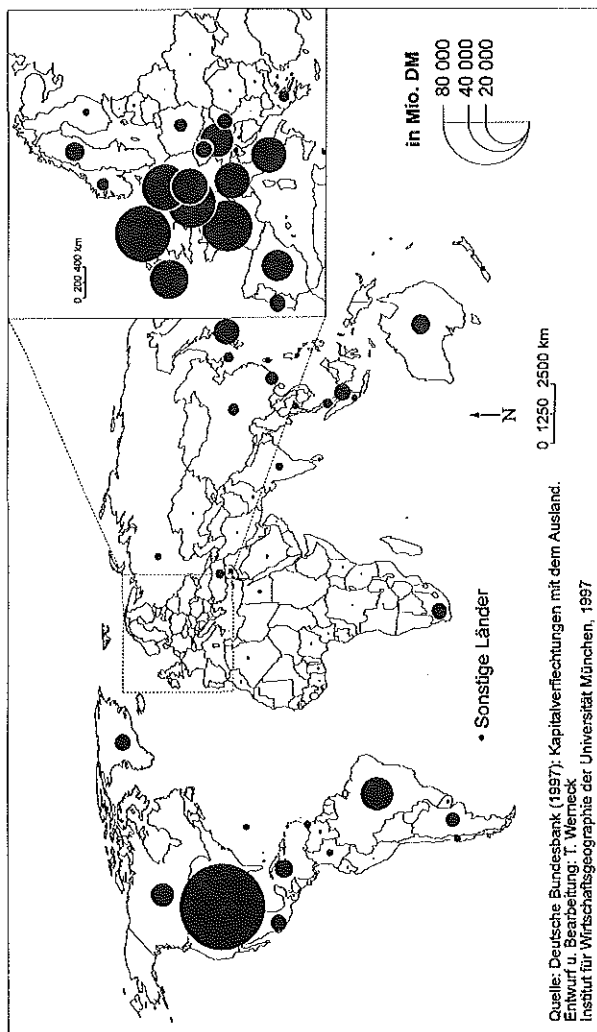 0 200 400 km
in Mio. DM
80 000
40 000
20 000
N
0 1250 2500 km
Sonstige Länder
Quelle: Deutsche Bundesbank (1997): Kapitalverflechtungen mit dem Ausland.
Entwurf u. Bearbeitung: T. Werneck
Institut für Wirtschaftsgeographie der Universität München, 1997